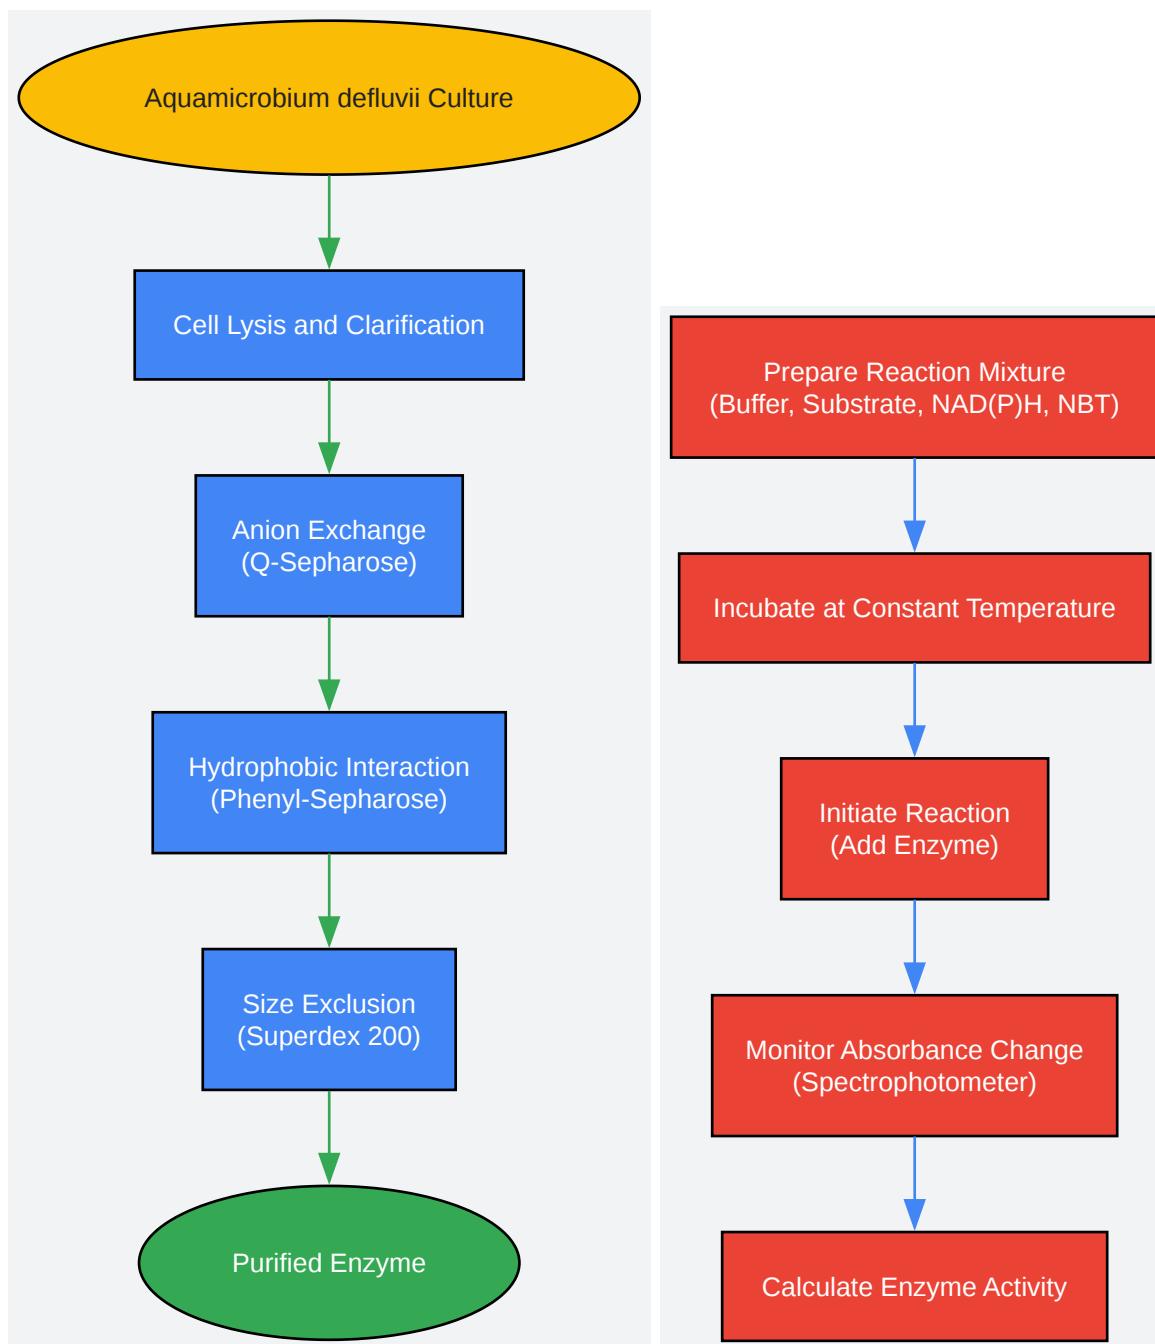 Aquamicrobium defluvii Culture
Cell Lysis and Clarification
Anion Exchange
(Q-Sepharose)
Hydrophobic Interaction
(Phenyl-Sepharose)
Size Exclusion
(Superdex 200)
Purified Enzyme
Prepare Reaction Mixture
(Buffer, Substrate, NAD(P)H, NBT)
Incubate at Constant Temperature
Initiate Reaction
(Add Enzyme)
Monitor Absorbance Change
(Spectrophotometer)
Calculate Enzyme Activity